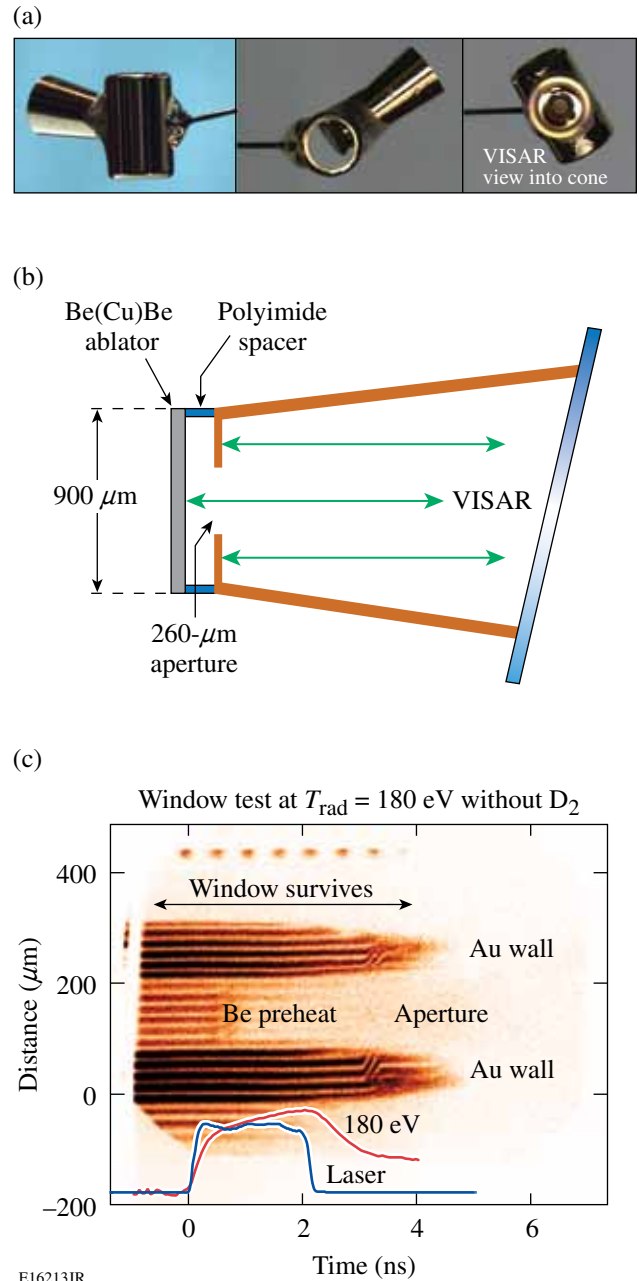 (a)
VISAR
view into cone
(b)
Be(Cu)Be
ablator
Polyimide
spacer
900 μm
VISAR
260-μm
aperture
(c)
Window test at Trad = 180 eV without D2
Window survives
Au wall
Be preheat
Aperture
Au wall
180 eV
Laser
Distance (μm)
400
200
0
–200
0
2
4
6
Time (ns)
E16213JR